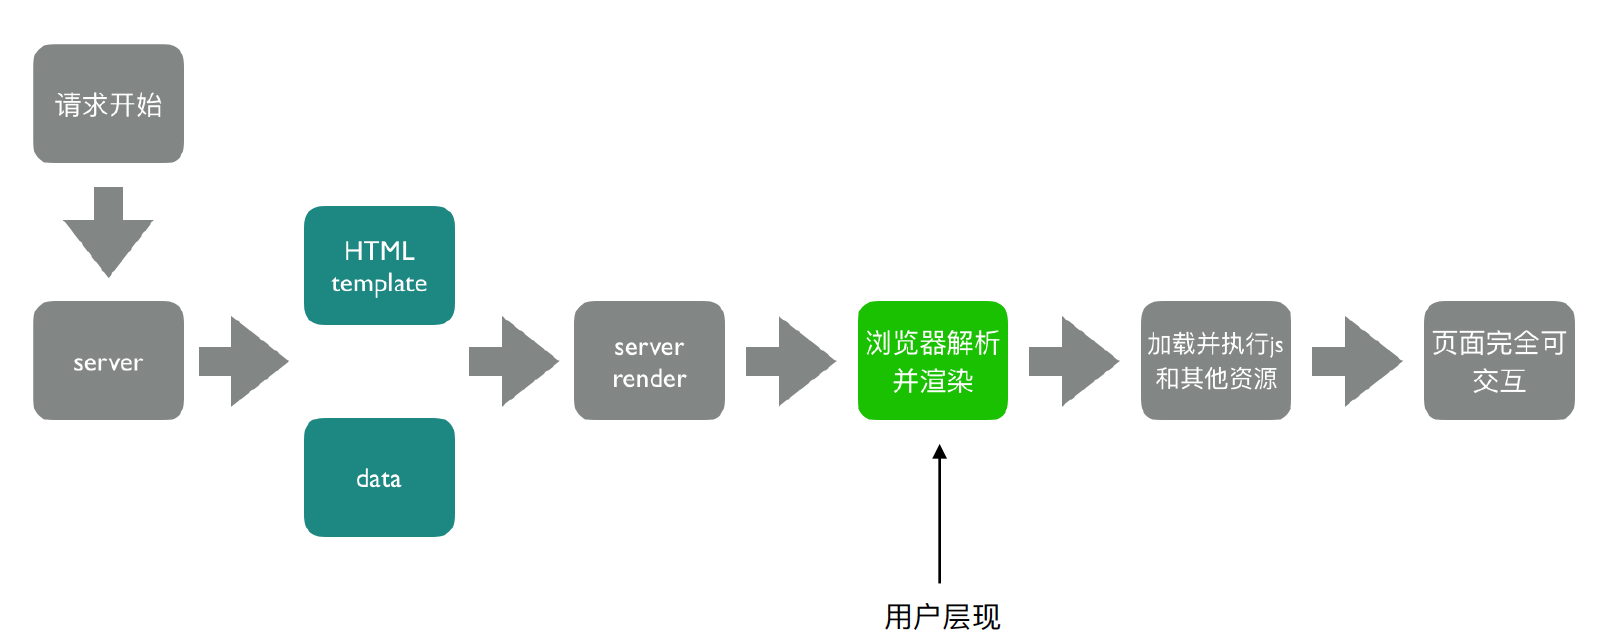 请求开始
server
HTML
template
data
server
render
浏览器解析
并渲染
加载并执行js
和其他资源
页面完全可
交互
用户层现